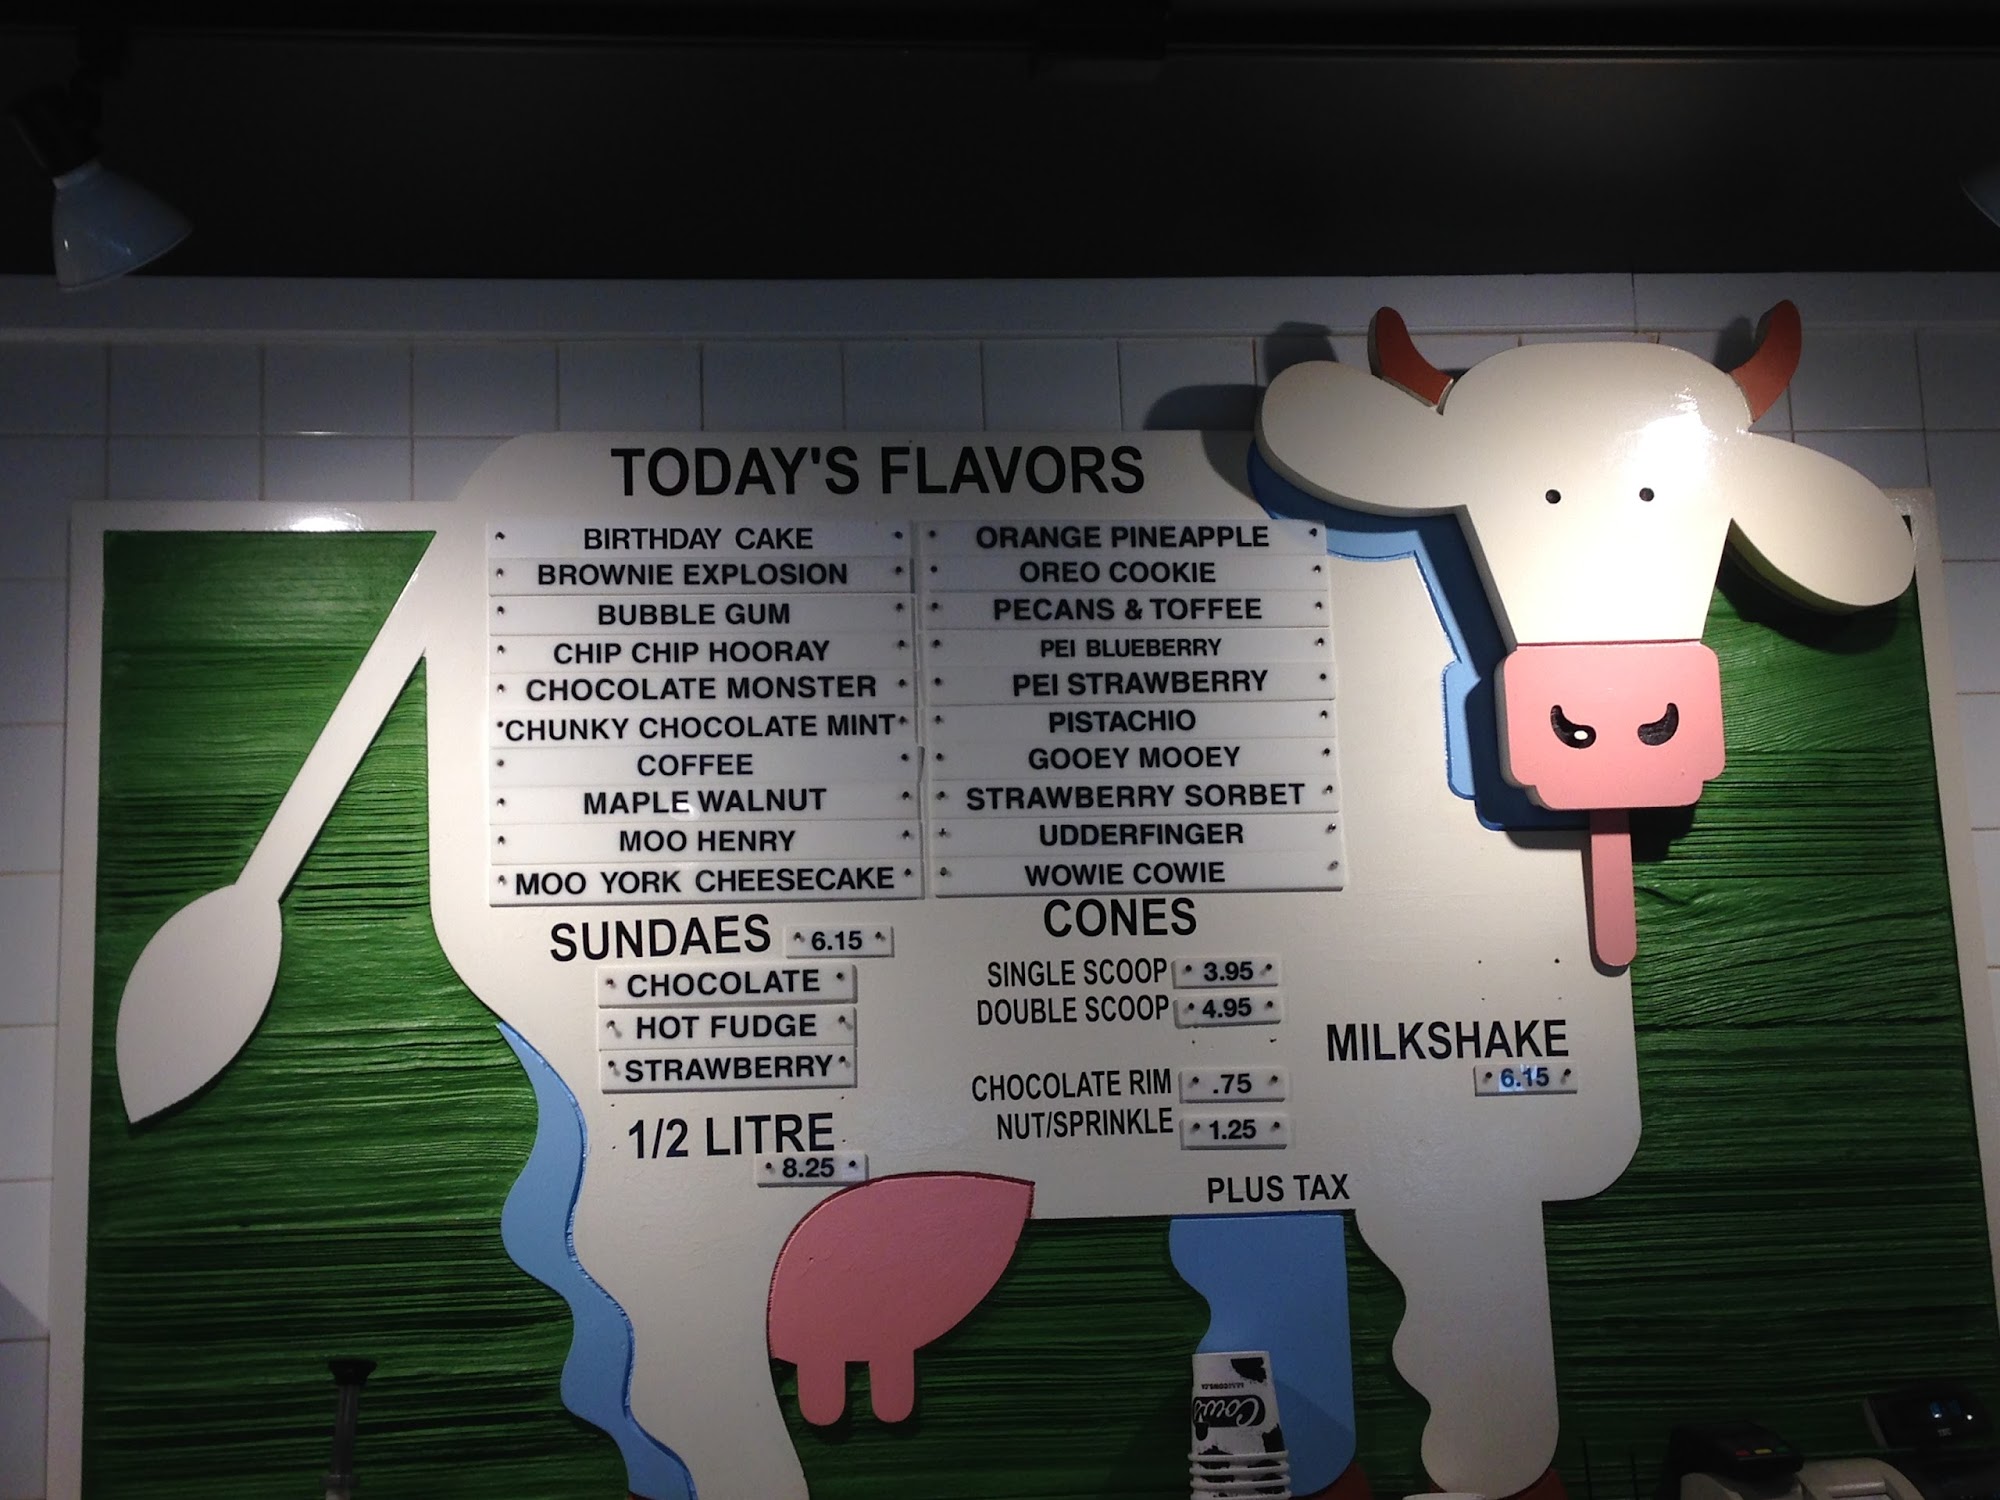 TODAY'S FLAVORS
BIRTHDAY CAKE
BROWNIE EXPLOSION
BUBBLE GUM
CHIP CHIP HOORAY
CHOCOLATE MONSTER
CHUNKY CHOCOLATE MINT
COFFEE
MAPLE WALNUT
MOO HENRY
MOO YORK CHEESECAKE
ORANGE PINEAPPLE
OREO COOKIE
PECANS & TOFFEE
PEI BLUEBERRY
PEI STRAWBERRY
PISTACHIO
GOOEY MOOEY
STRAWBERRY SORBET
UDDERFINGER
WOWIE COWIE
SUNDAES 6.15
CHOCOLATE
HOT FUDGE
STRAWBERRY
1/2 LITRE
8.25
CONES
SINGLE SCOOP 3.95
DOUBLE SCOOP 4.95
CHOCOLATE RIM .75
NUT/SPRINKLE 1.25
MILKSHAKE
6.15
PLUS TAX
COWS